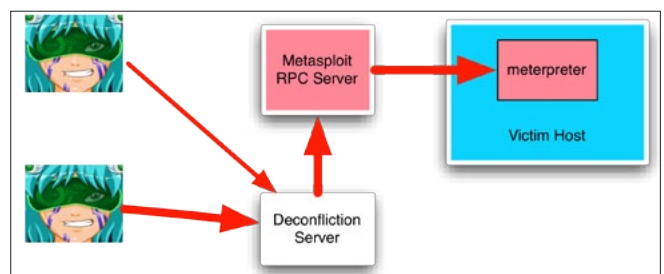 Metasploit
RPC Server
meterpreter
Victim Host
Deconfliction
Server